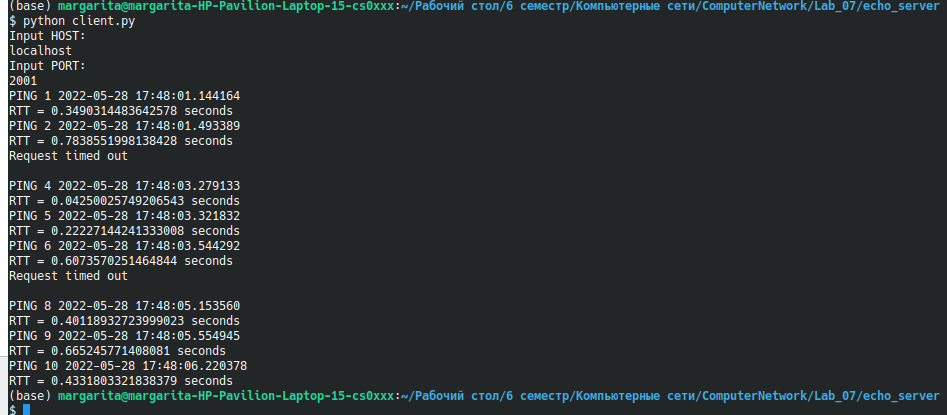 (base) margarita@margarita-HP-Pavilion-Laptop-15-cs0xxx:~/Рабочий стол/6 семестр/Компьютерные сети/ComputerNetwork/Lab_07/echo_server
$ python client.py
Input HOST:
localhost
Input PORT:
2001
PING 1 2022-05-28 17:48:01.144164
RTT = 0.3490314483642578 seconds
PING 2 2022-05-28 17:48:01.493389
RTT = 0.7838551998138428 seconds
Request timed out
PING 4 2022-05-28 17:48:03.279133
RTT = 0.04250025749206543 seconds
PING 5 2022-05-28 17:48:03.321832
RTT = 0.22227144241333008 seconds
PING 6 2022-05-28 17:48:03.544292
RTT = 0.6073570251464844 seconds
Request timed out
PING 8 2022-05-28 17:48:05.153560
RTT = 0.40118932723999023 seconds
PING 9 2022-05-28 17:48:05.554945
RTT = 0.665245771408081 seconds
PING 10 2022-05-28 17:48:06.220378
RTT = 0.4331803321838379 seconds
(base) margarita@margarita-HP-Pavilion-Laptop-15-cs0xxx:~/Рабочий стол/6 семестр/Компьютерные сети/ComputerNetwork/Lab_07/echo_server
$